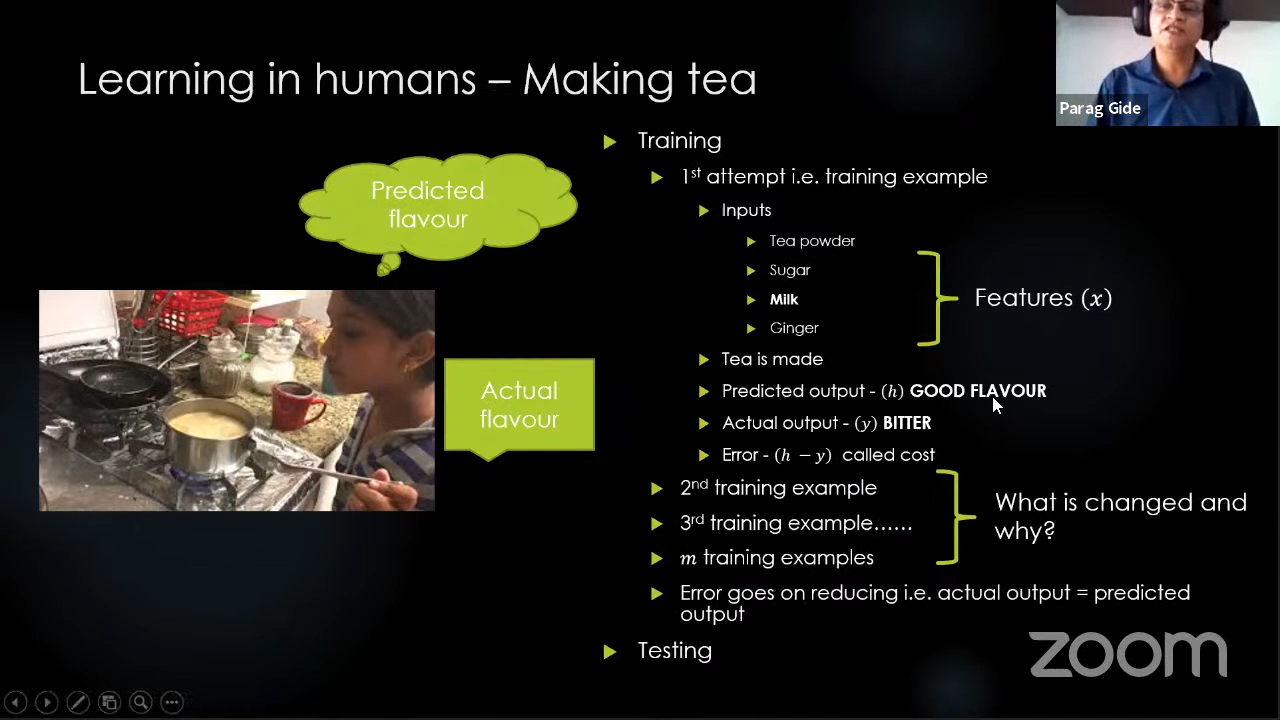 Learning in humans – Making tea
Parag Gide
Predicted
flavour
Actual
flavour
Training
1st attempt i.e. training example
Inputs
Tea powder
Sugar
Milk
Ginger
Features (x)
Tea is made
Predicted output - (h) GOOD FLAVOUR
Actual output - (y) BITTER
Error - (h − y) called cost
2nd training example
3rd training example……
m training examples
What is changed and
why?
Error goes on reducing i.e. actual output = predicted
output
Testing
zoom